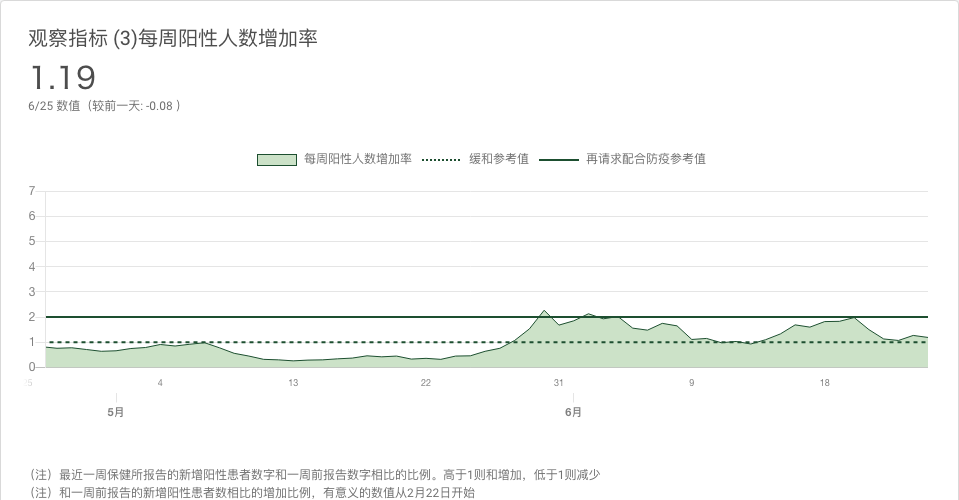 观察指标 (3)每周阳性人数增加率
1.19
6/25 数值（较前一天: -0.08 ）
每周阳性人数增加率 缓和参考值 再请求配合防疫参考值
7
6
5
4
3
2
1
0
4 13 22 31 9 18
5月 6月
（注）最近一周保健所报告的新增阳性患者数字和一周前报告数字相比的比例。高于1则和增加，低于1则减少
（注）和一周前报告的新增阳性患者数相比的增加比例，有意义的数值从2月22日开始